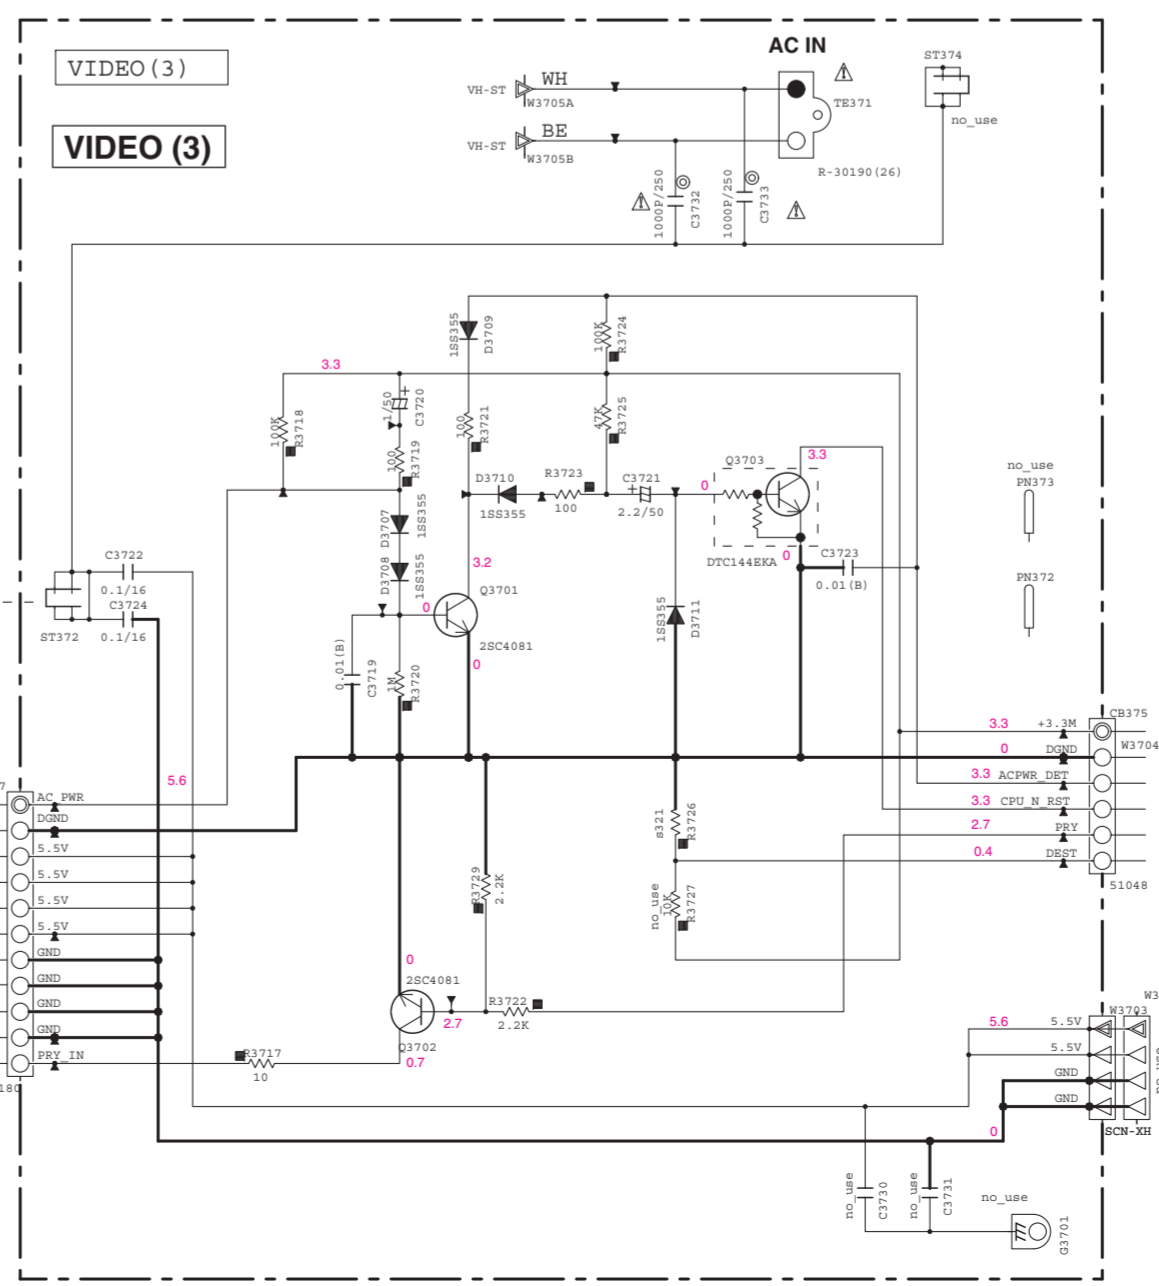 VIDEO(3)
VIDEO (3)
AC IN
ST374
no_use
VH-ST
WH
W3705A
TE371
VH-ST
BE
W3705B
R-30190(26)
1000P/250
C3732
1000P/250
C3733
1SS355
D3709
100K
R3724
3.3
1/50
+
C3720
100K
R3718
100
R3721
47K
R3725
100
R3719
D3710
1SS355
R3723
100
C3721
+
2.2/50
Q3703
3.3
0
DTC144EKA
0
C3723
0.01(B)
no_use
PN373
PN372
D3707
1SS355
D3708
1SS355
3.2
Q3701
0
2SC4081
0
1SS355
D3711
C3722
0.1/16
C3724
0.1/16
ST372
0.01(B)
C3719
1M
R3720
5.6
7
AC_PWR
DGND
5.5V
5.5V
5.5V
5.5V
GND
GND
GND
GND
PRY_IN
180
CB375
3.3 +3.3M
W3704
0 DGND
3.3 ACPWR_DET
3.3 CPU_N_RST
2.7 PRY
0.4 DEST
51048
s321
R3726
no_use
10K
R3727
R3729
2.2K
0
2SC4081
R3722
2.2K
2.7
Q3702
0.7
R3717
10
W3
W3703
5.6 5.5V
5.5V
GND
GND
no_use
0
SCN-XH
no_use
C3730
no_use
C3731
no_use
G3701